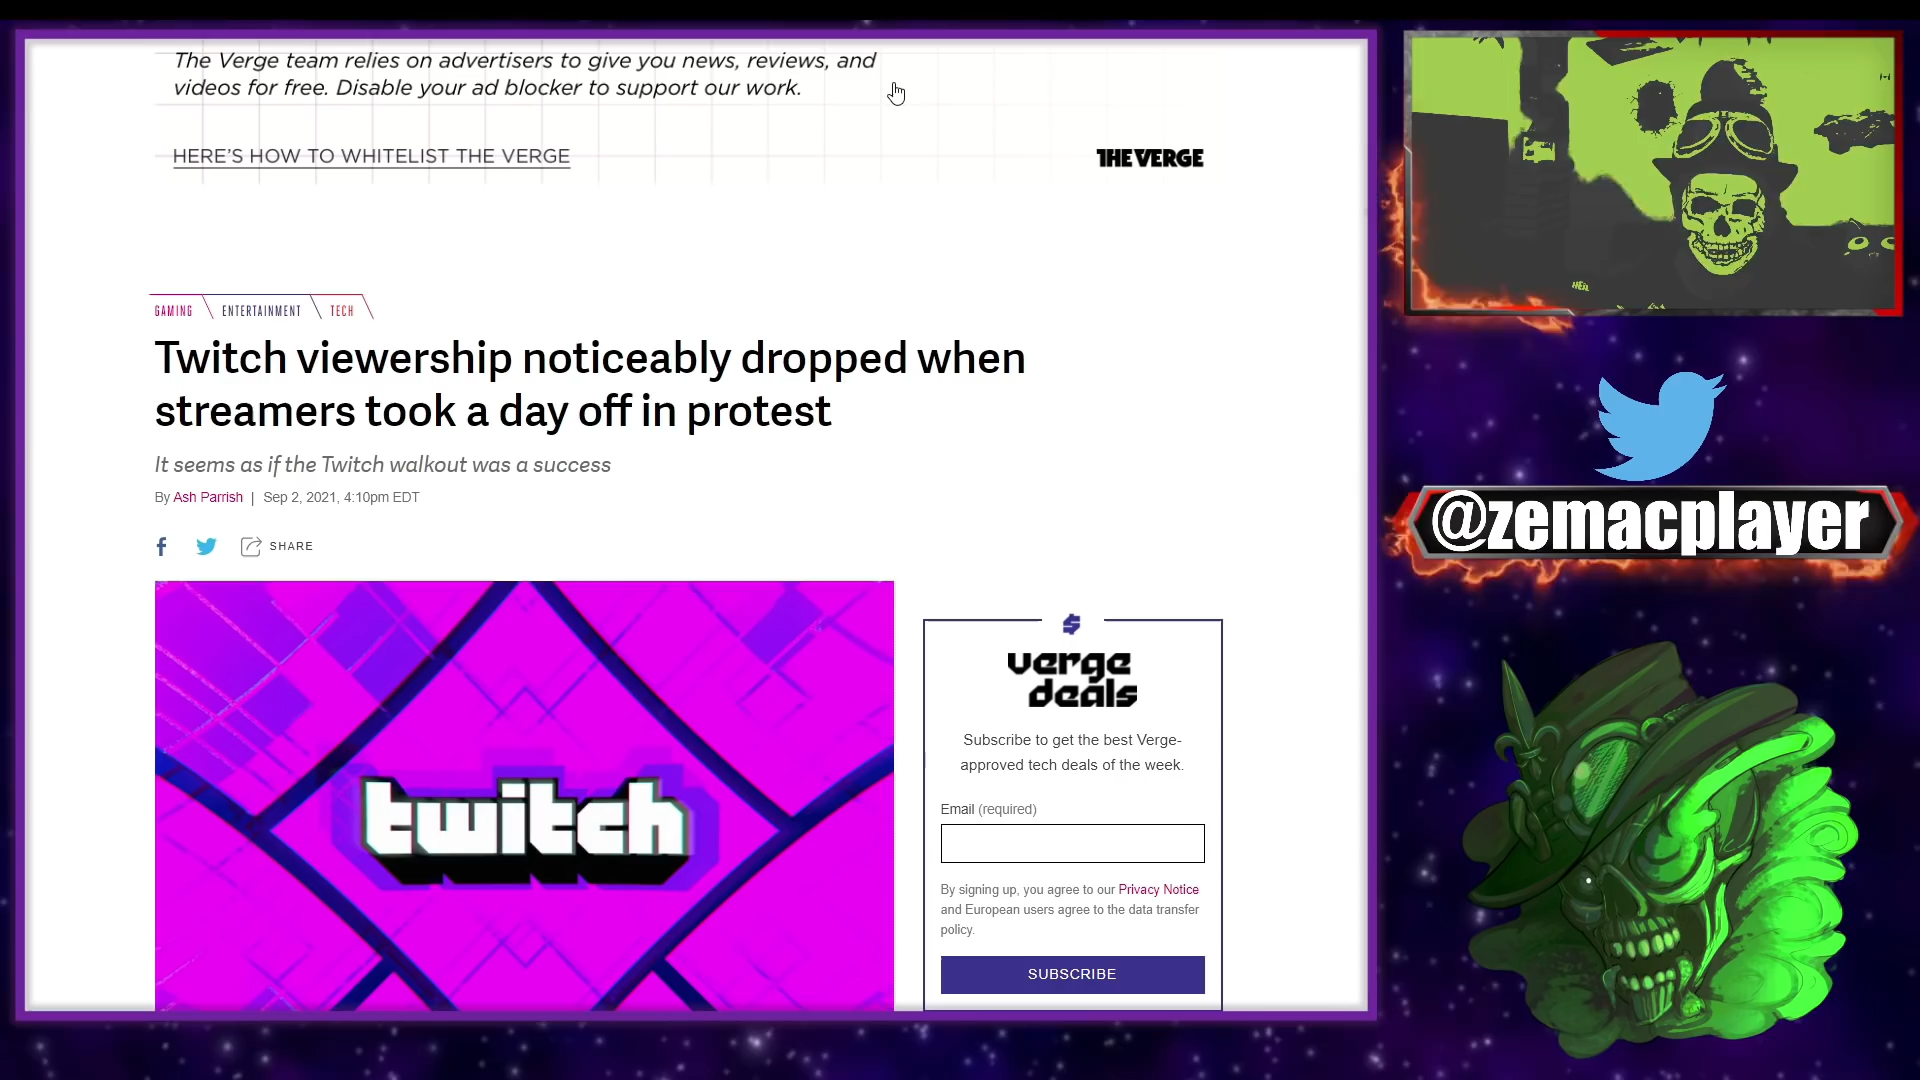 The Verge team relies on advertisers to give you news, reviews, and
videos for free. Disable your ad blocker to support our work.
HERE'S HOW TO WHITELIST THE VERGE
THE VERGE
GAMING
ENTERTAINMENT
TECH
Twitch viewership noticeably dropped when
streamers took a day off in protest
It seems as if the Twitch walkout was a success
By Ash Parrish | Sep 2, 2021, 4:10pm EDT
SHARE
twitch
verge
deals
Subscribe to get the best Verge-
approved tech deals of the week.
Email (required)
By signing up, you agree to our Privacy Notice
and European users agree to the data transfer
policy.
SUBSCRIBE
@zemacplayer